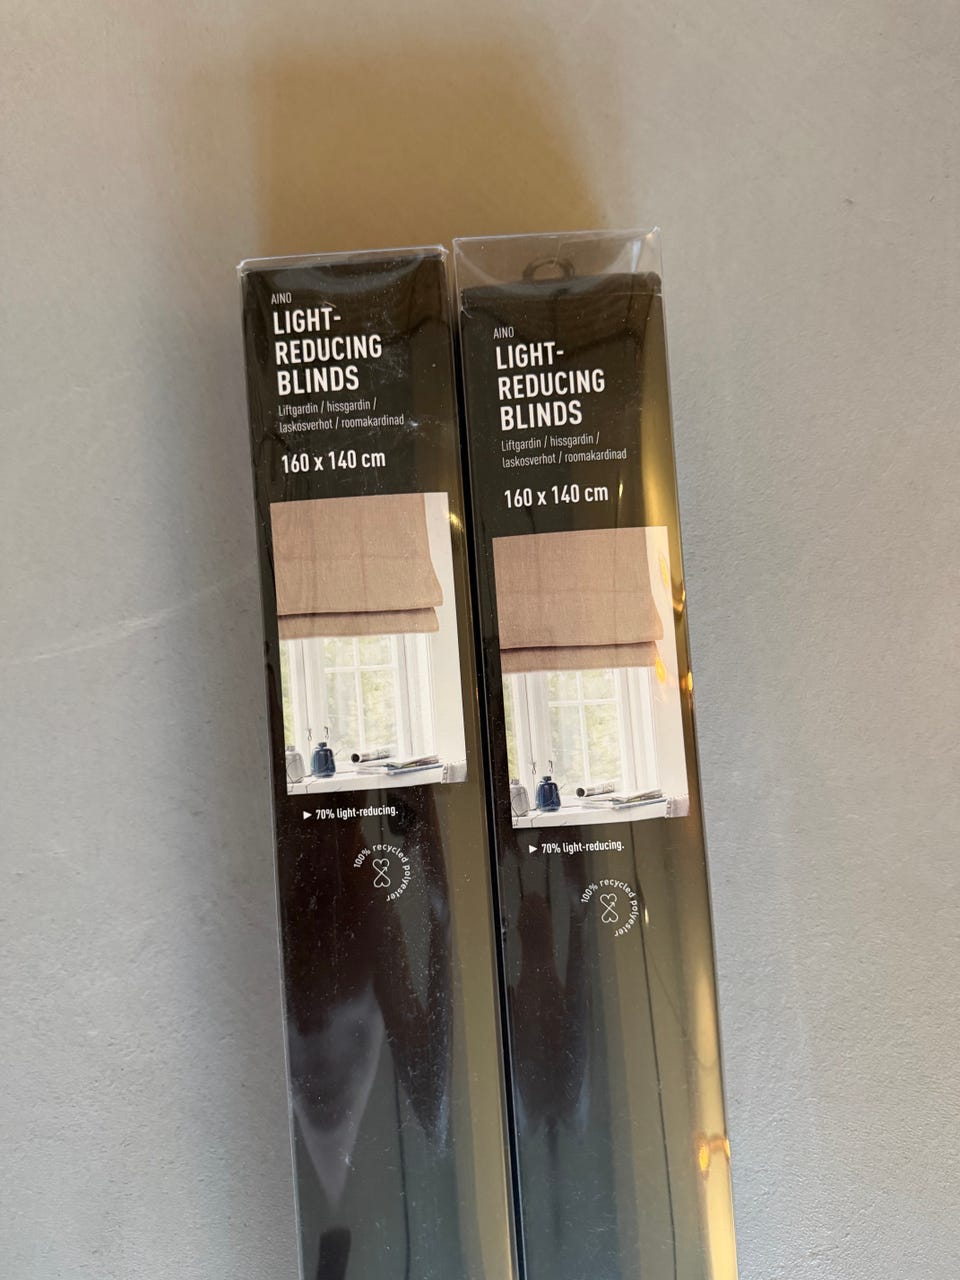 AINO
LIGHT-
REDUCING
BLINDS
Liftgardin / hissgardin /
laskosverhot / roomakardinad
160 x 140 cm
► 70% light-reducing.
100% recycled polyester
AINO
LIGHT-
REDUCING
BLINDS
Liftgardin / hissgardin /
laskosverhot / roomakardinad
160 x 140 cm
► 70% light-reducing.
100% recycled polyester